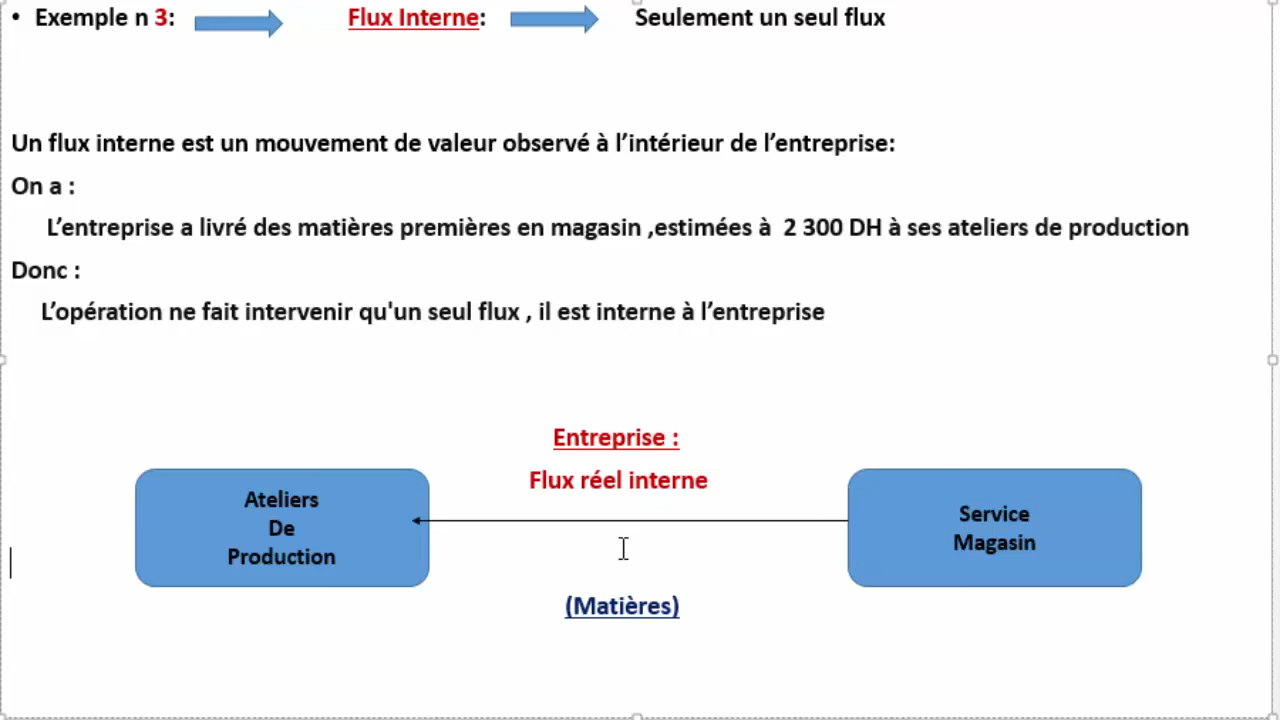 • Exemple n 3: Flux Interne: Seulement un seul flux
Un flux interne est un mouvement de valeur observé à l’intérieur de l’entreprise:
On a :
L’entreprise a livré des matières premières en magasin ,estimées à 2 300 DH à ses ateliers de production
Donc :
L’opération ne fait intervenir qu'un seul flux , il est interne à l’entreprise
Entreprise :
Flux réel interne
Ateliers
De
Production
Service
Magasin
(Matières)